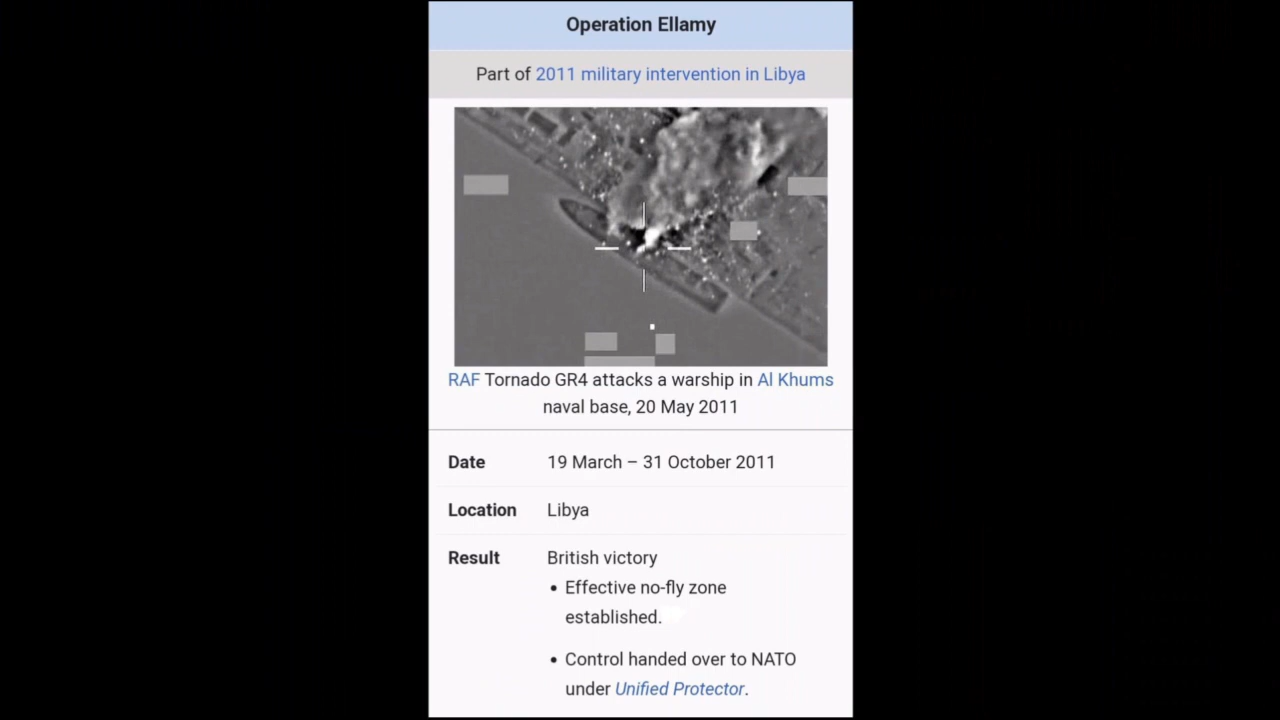 Operation Ellamy
Part of 2011 military intervention in Libya
RAF Tornado GR4 attacks a warship in Al Khums
naval base, 20 May 2011
Date 19 March – 31 October 2011
Location Libya
Result British victory
• Effective no-fly zone
established.
• Control handed over to NATO
under Unified Protector.